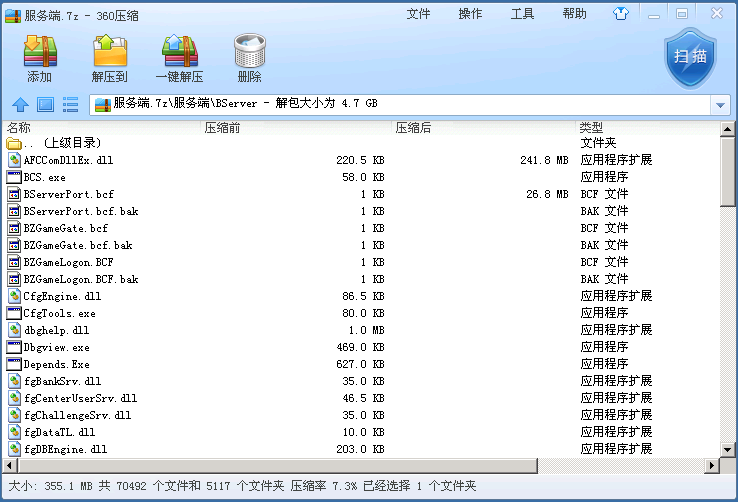 服务端.7z - 360压缩 文件 操作 工具 帮助
添加 解压到 一键解压 删除 扫描
服务端.7z\服务端\BServer - 解包大小为 4.7 GB
名称 压缩前 压缩后 类型
.. (上级目录) 文件夹
AFCComDllEx.dll 220.5 KB 241.8 MB 应用程序扩展
BCS.exe 58.0 KB 应用程序
BServerPort.bcf 1 KB 26.8 MB BCF 文件
BServerPort.bcf.bak 1 KB BAK 文件
BZGameGate.bcf 1 KB BCF 文件
BZGameGate.bcf.bak 1 KB BAK 文件
BZGameLogon.BCF 1 KB BCF 文件
BZGameLogon.BCF.bak 1 KB BAK 文件
CfgEngine.dll 86.5 KB 应用程序扩展
CfgTools.exe 80.0 KB 应用程序
dbghelp.dll 1.0 MB 应用程序扩展
Dbgview.exe 469.0 KB 应用程序
Depends.Exe 627.0 KB 应用程序
fgBankSrv.dll 35.0 KB 应用程序扩展
fgCenterUserSrv.dll 46.5 KB 应用程序扩展
fgChallengeSrv.dll 35.0 KB 应用程序扩展
fgDataTL.dll 10.0 KB 应用程序扩展
fgDBEngine.dll 203.0 KB 应用程序扩展
大小: 355.1 MB 共 70492 个文件和 5117 个文件夹 压缩率 7.3% 已经选择 1 个文件夹